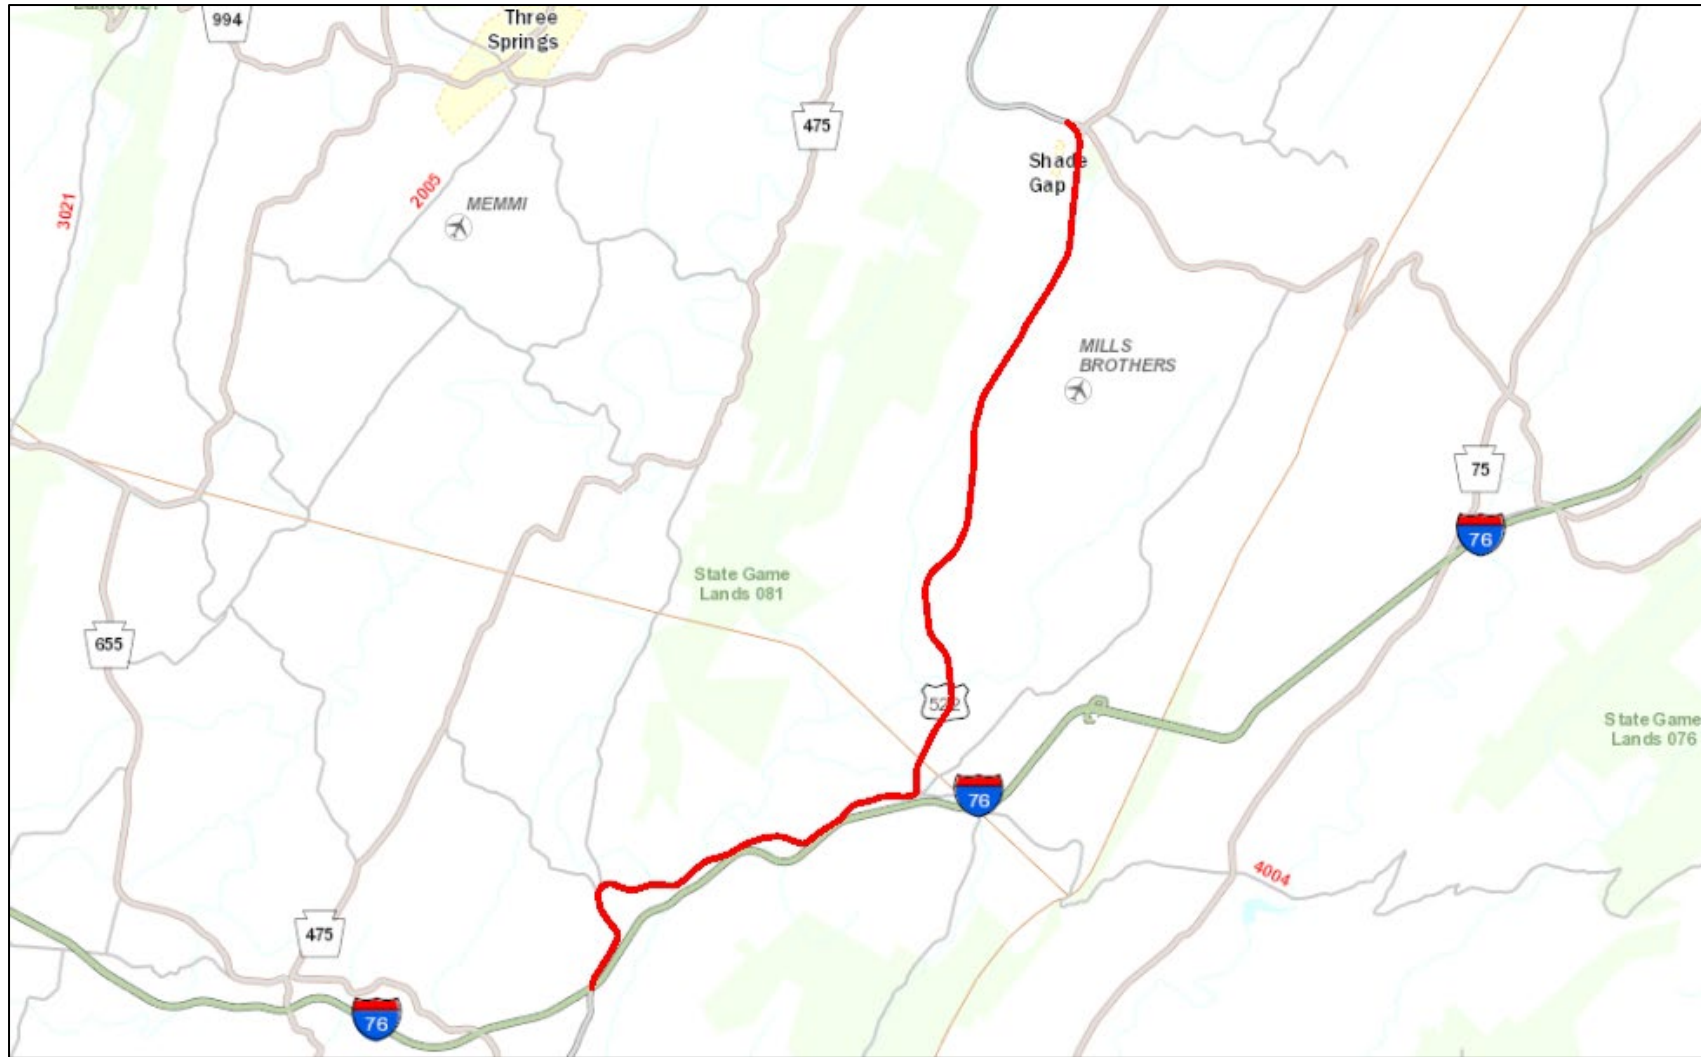 994
Three
Springs
475
Shade
Gap
2005
MEMMI
3021
MILLS
BROTHERS
75
76
State Game
Lands 081
655
522
State Game
Lands 076
76
4004
475
76